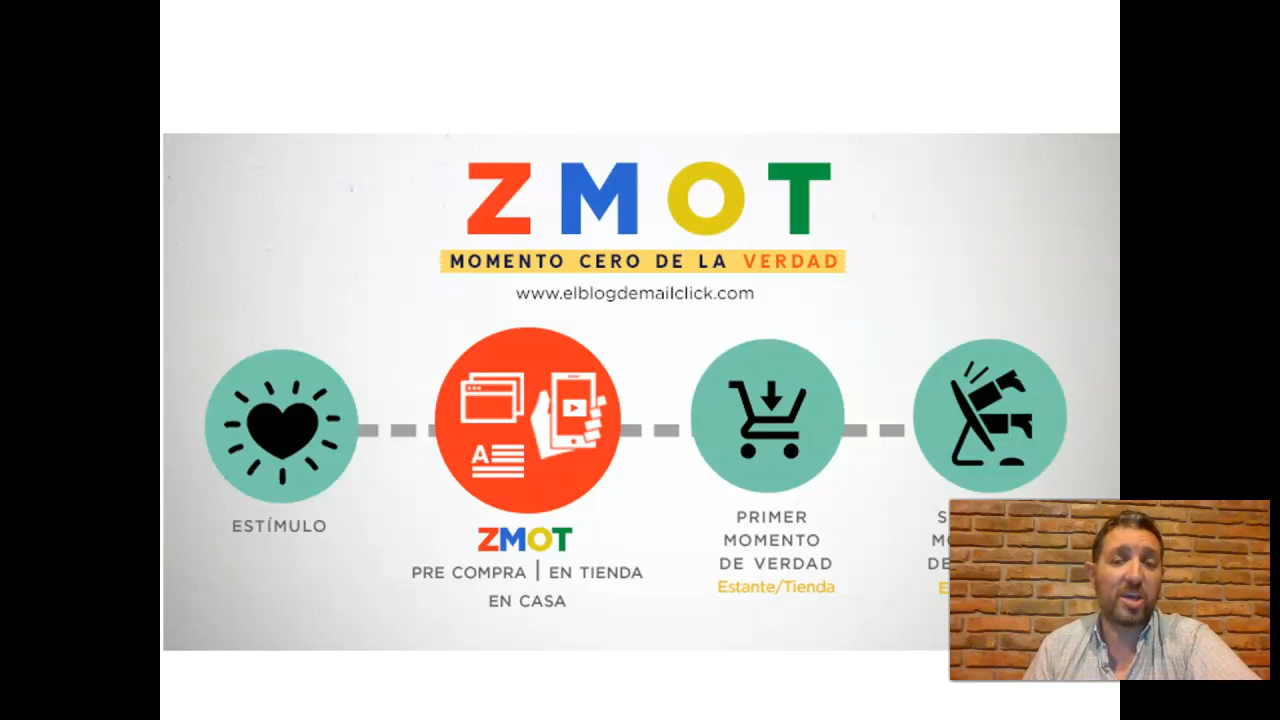 ZMOT
MOMENTO CERO DE LA VERDAD
www.elblogdemailclick.com
ESTÍMULO
A
ZMOT
PRE COMPRA | EN TIENDA
EN CASA
PRIMER
MOMENTO
DE VERDAD
Estante/Tienda